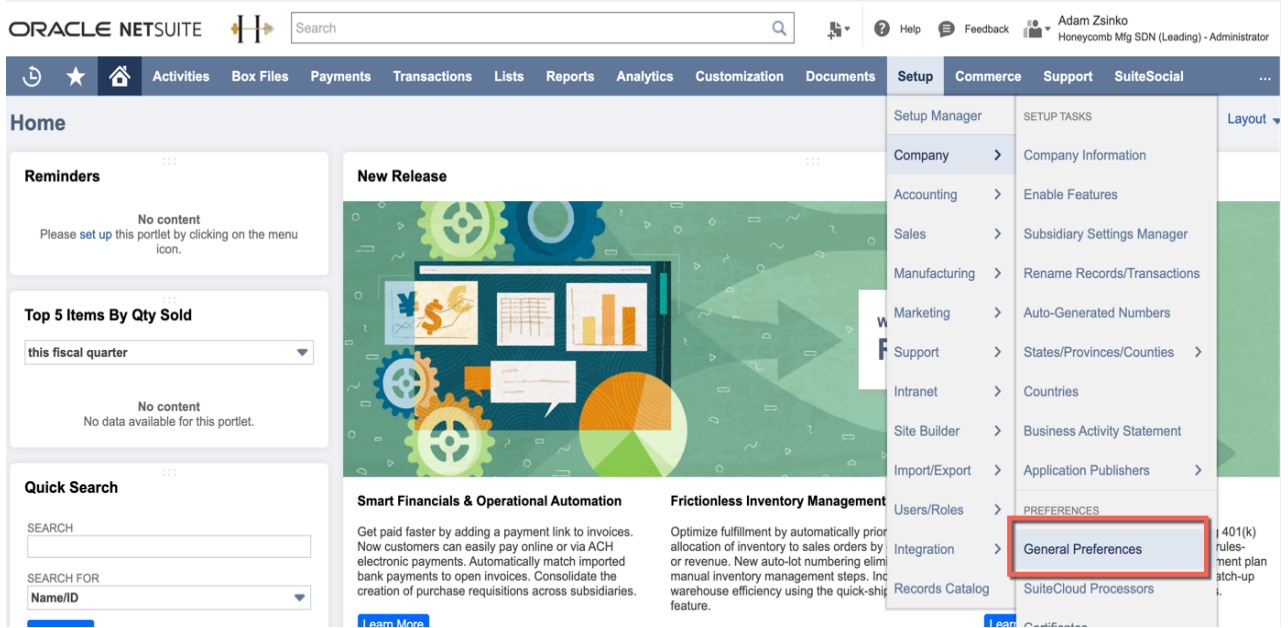 ORACLE NETSUITE
Search
Help
Feedback
Adam Zsinko
Honeycomb Mfg SDN (Leading) - Administrator
Activities
Box Files
Payments
Transactions
Lists
Reports
Analytics
Customization
Documents
Setup
Commerce
Support
SuiteSocial
...
Home
Layout
Reminders
No content
Please set up this portlet by clicking on the menu
icon.
Top 5 Items By Qty Sold
this fiscal quarter
No content
No data available for this portlet.
Quick Search
SEARCH
SEARCH FOR
Name/ID
New Release
¥ $ €
W
F
Smart Financials & Operational Automation
Get paid faster by adding a payment link to invoices.
Now customers can easily pay online or via ACH
electronic payments. Automatically match imported
bank payments to open invoices. Consolidate the
creation of purchase requisitions across subsidiaries.
Learn More
Frictionless Inventory Management
Optimize fulfillment by automatically prior
allocation of inventory to sales orders by
or revenue. New auto-lot numbering elimi
manual inventory management steps. Inc
warehouse efficiency using the quick-ship
feature.
Learn
401(k)
rules-
ment plan
atch-up
s.
Setup Manager
Company
Accounting
Sales
Manufacturing
Marketing
Support
Intranet
Site Builder
Import/Export
Users/Roles
Integration
Records Catalog
SETUP TASKS
Company Information
Enable Features
Subsidiary Settings Manager
Rename Records/Transactions
Auto-Generated Numbers
States/Provinces/Counties
Countries
Business Activity Statement
Application Publishers
PREFERENCES
General Preferences
SuiteCloud Processors
Certificates